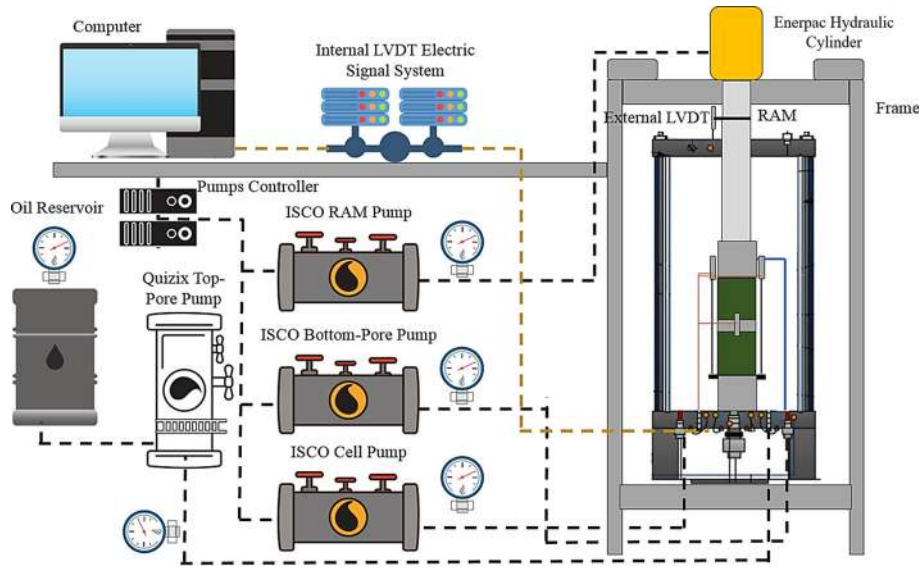 Computer
Internal LVDT Electric
Signal System
Enerpac Hydraulic
Cylinder
Frame
External LVDT
RAM
Pumps Controller
Oil Reservoir
ISCO RAM Pump
Quizix Top-
Pore Pump
ISCO Bottom-Pore Pump
ISCO Cell Pump